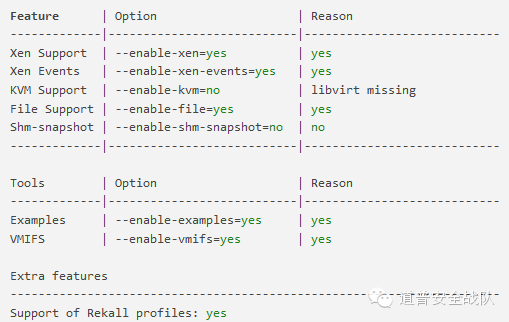 Feature      | Option                    | Reason
-------------|---------------------------|---------------------------
Xen Support  | --enable-xen=yes          | yes
Xen Events   | --enable-xen-events=yes   | yes
KVM Support  | --enable-kvm=no           | libvirt missing
File Support | --enable-file=yes         | yes
Shm-snapshot | --enable-shm-snapshot=no  | no
-------------|---------------------------|---------------------------
Tools        | Option                    | Reason
-------------|---------------------------|---------------------------
Examples     | --enable-examples=yes     | yes
VMIFS        | --enable-vmifs=yes        | yes
Extra features
----------------------------------------------------------------------
Support of Rekall profiles: yes
道普安全战队